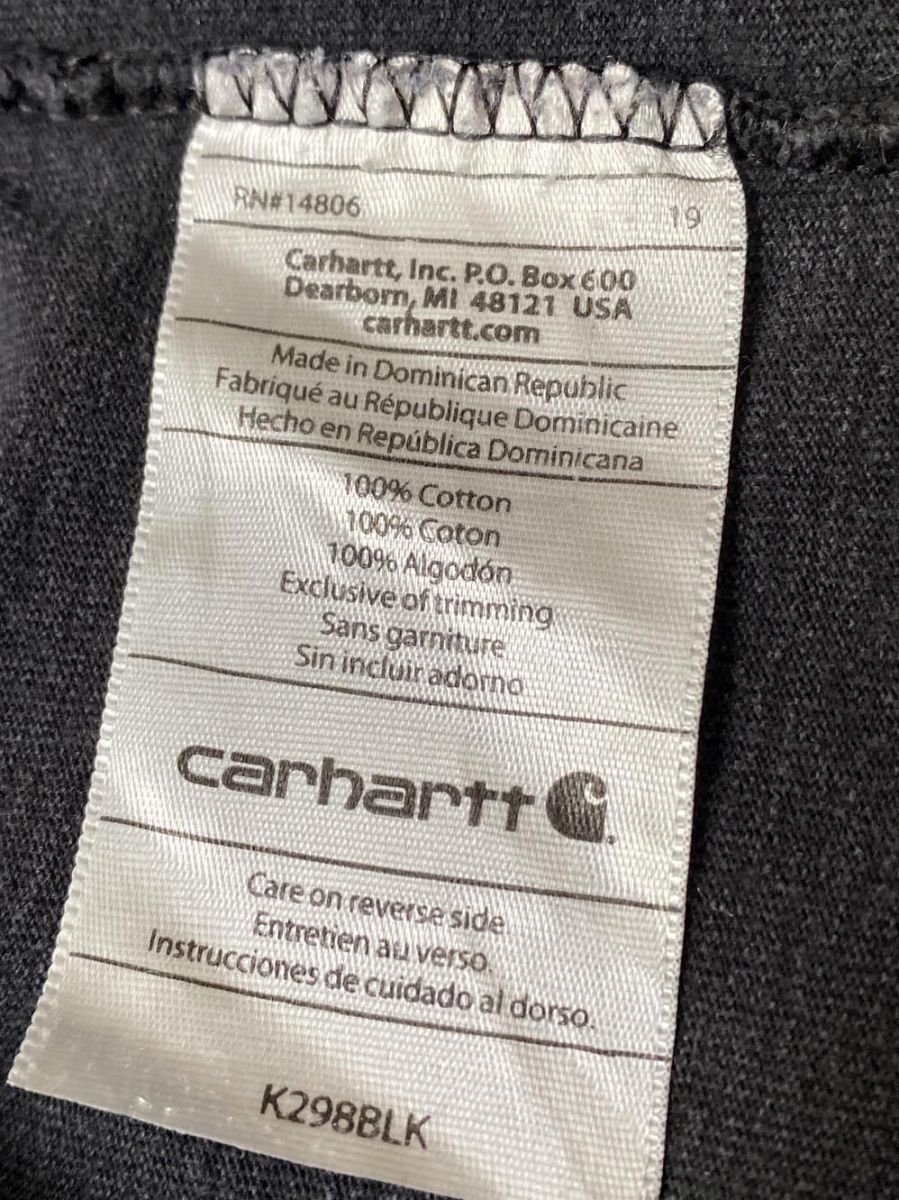 RN#14806 19
Carhartt, Inc. P.O. Box 600
Dearborn, MI 48121 USA
carhartt.com
Made in Dominican Republic
Fabriqué au République Dominicaine
Hecho en República Dominicana
100% Cotton
100% Coton
100% Algodón
Exclusive of trimming
Sans garniture
Sin incluir adorno
carhartt
Care on reverse side.
Entretien au verso.
Instrucciones de cuidado al dorso.
K298BLK